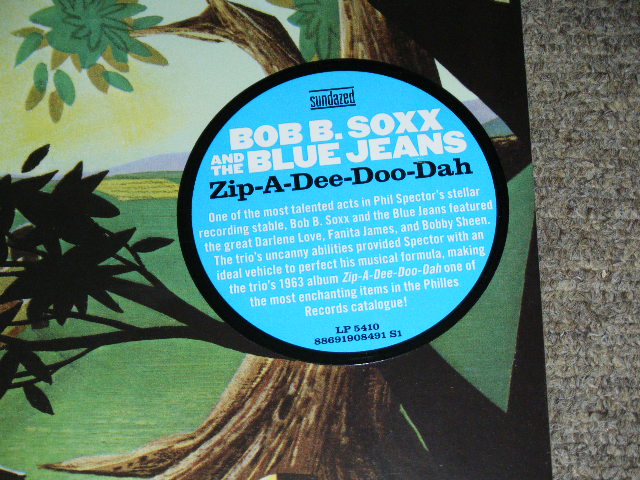 sundazed
BOB B. SOXX
AND THE BLUE JEANS
Zip-A-Dee-Doo-Dah
One of the most talented acts in Phil Spector's stellar
recording stable, Bob B. Soxx and the Blue Jeans featured
the great Darlene Love, Fanita James, and Bobby Sheen.
The trio's uncanny abilities provided Spector with an
ideal vehicle to perfect his musical formula, making
the trio's 1963 album Zip-A-Dee-Doo-Dah one of
the most enchanting items in the Philles
Records catalogue!
LP 5410
88691908491 S1